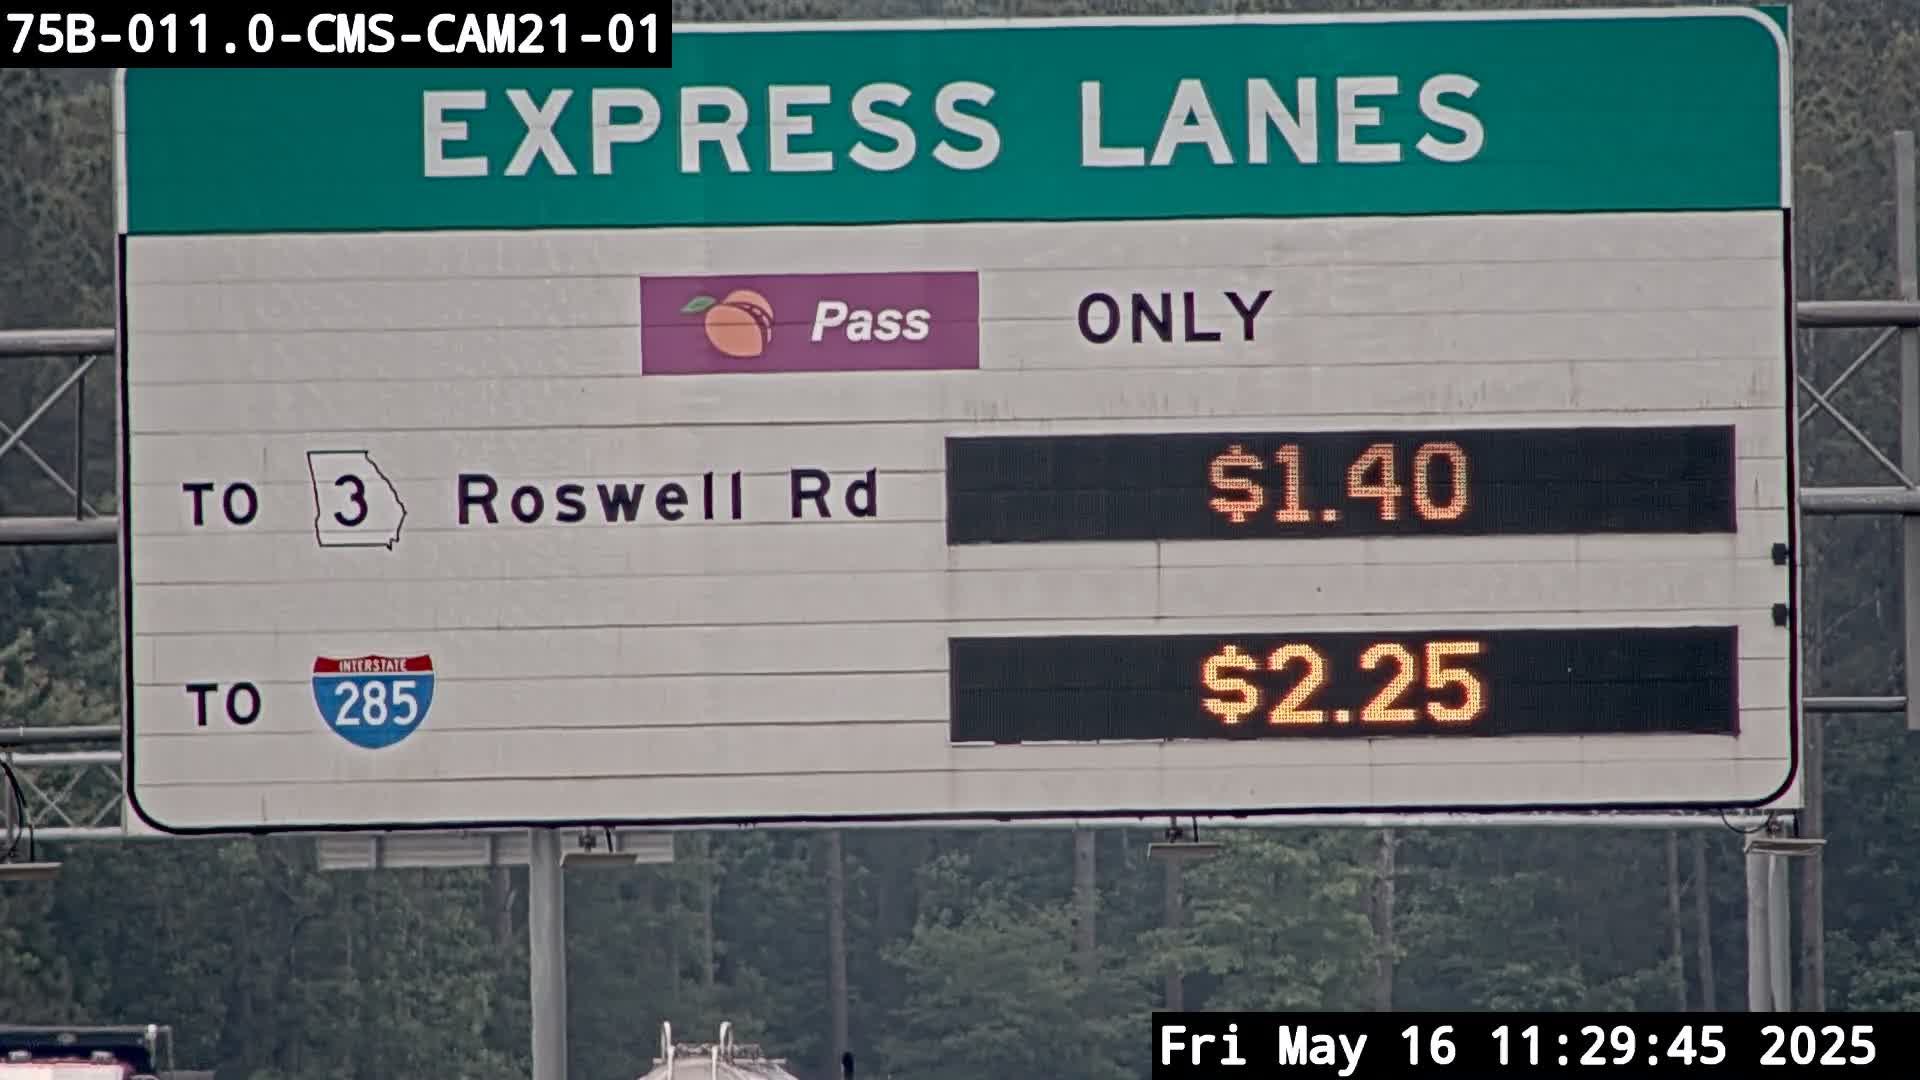 75B-011.0-CMS-CAM21-01
EXPRESS LANES
Pass ONLY
TO 3 Roswell Rd $1.40
TO INTERSTATE 285 $2.25
Fri May 16 11:29:45 2025